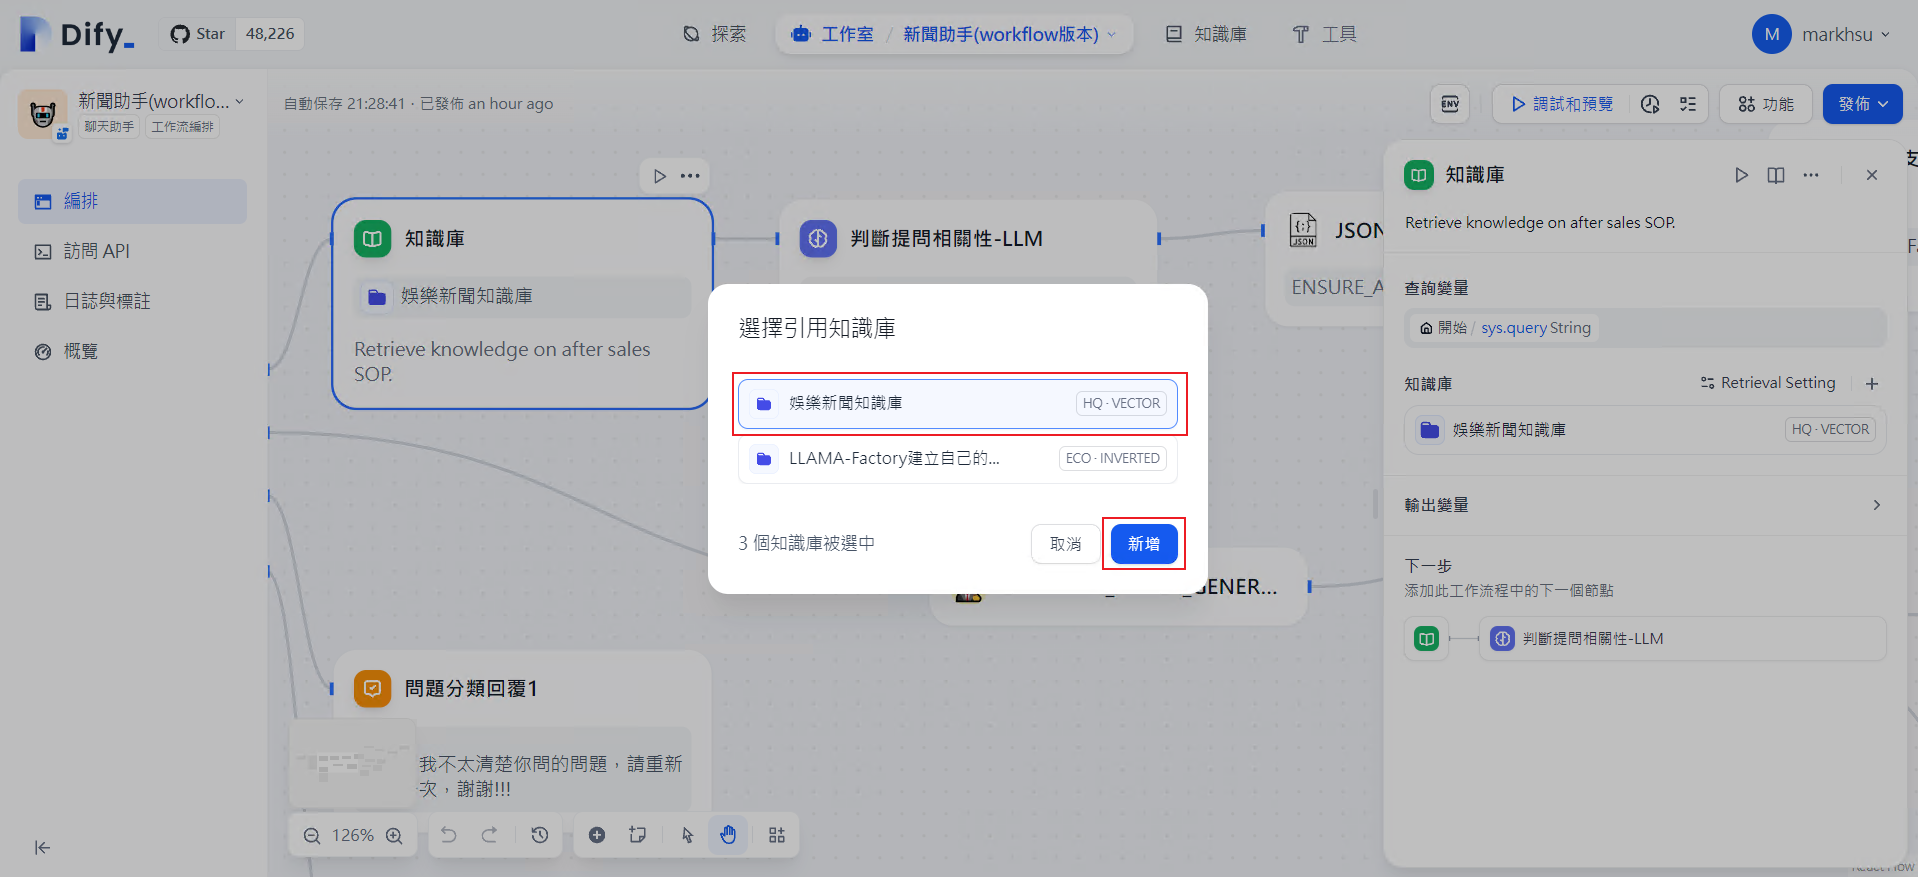 Dify_
Star 48,226
探索
工作室 / 新聞助手(workflow版本)
知識庫
工具
M markhsu
新聞助手(workflo...
聊天助手 工作流編排
編排
訪問 API
日誌與標註
概覽
自動保存 21:28:41 · 已發佈 an hour ago
ENV
調試和預覽
功能
發佈
知識庫
娛樂新聞知識庫
Retrieve knowledge on after sales
SOP.
判斷提問相關性-LLM
JSON
JSON
ENSURE_A
選擇引用知識庫
娛樂新聞知識庫 HQ · VECTOR
LLAMA-Factory建立自己的... ECO · INVERTED
3 個知識庫被選中
取消
新增
_GENER...
問題分類回覆1
我不太清楚你問的問題，請重新
次，謝謝!!!
126%
知識庫
Retrieve knowledge on after sales SOP.
查詢變量
開始 / sys.query String
知識庫 Retrieval Setting
娛樂新聞知識庫 HQ · VECTOR
輸出變量
下一步
添加此工作流程中的下一個節點
判斷提問相關性-LLM
支
React Flow